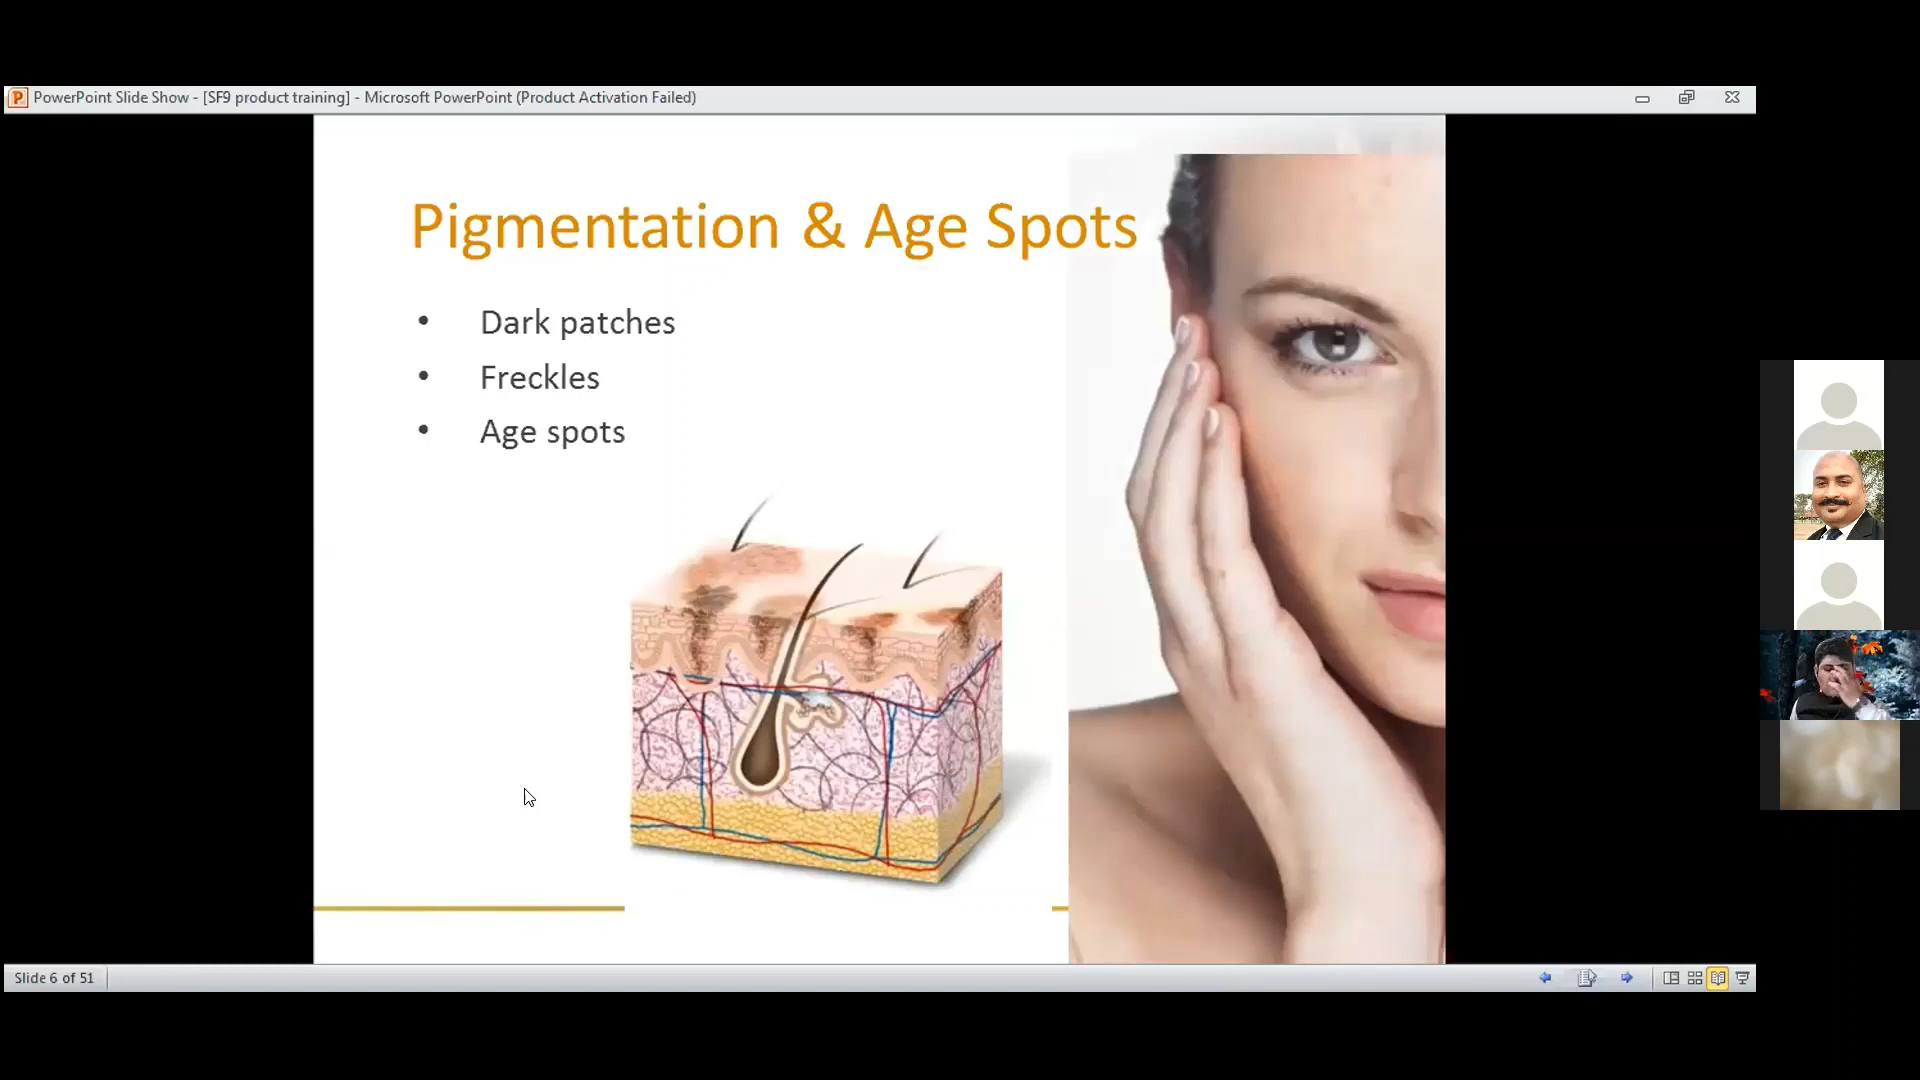 PowerPoint Slide Show - [SF9 product training] - Microsoft PowerPoint (Product Activation Failed)
Pigmentation & Age Spots
• Dark patches
• Freckles
• Age spots
Slide 6 of 51